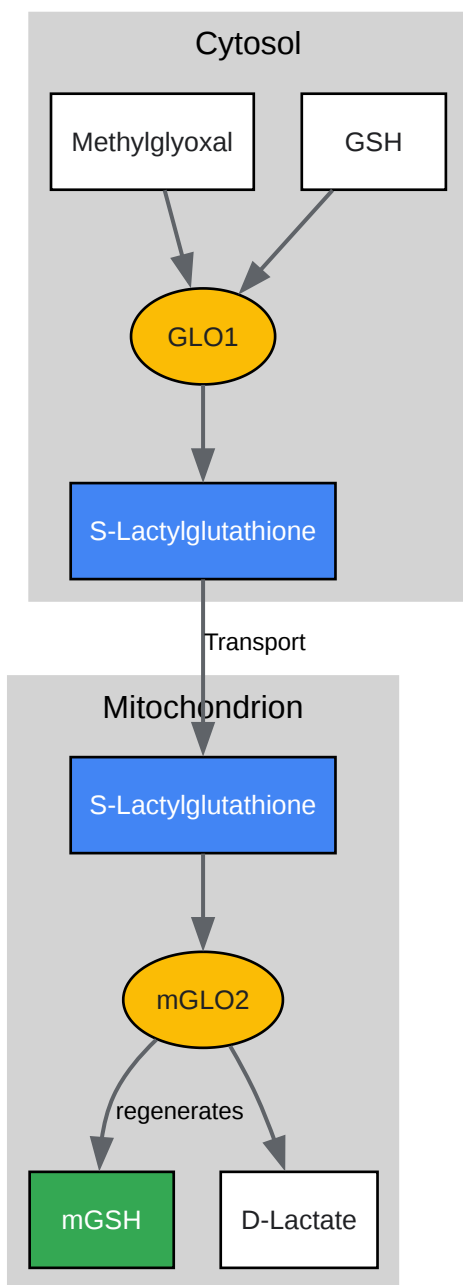 Cytosol
Methylglyoxal
GSH
GLO1
S-Lactylglutathione
Transport
Mitochondrion
S-Lactylglutathione
mGLO2
regenerates
mGSH
D-Lactate